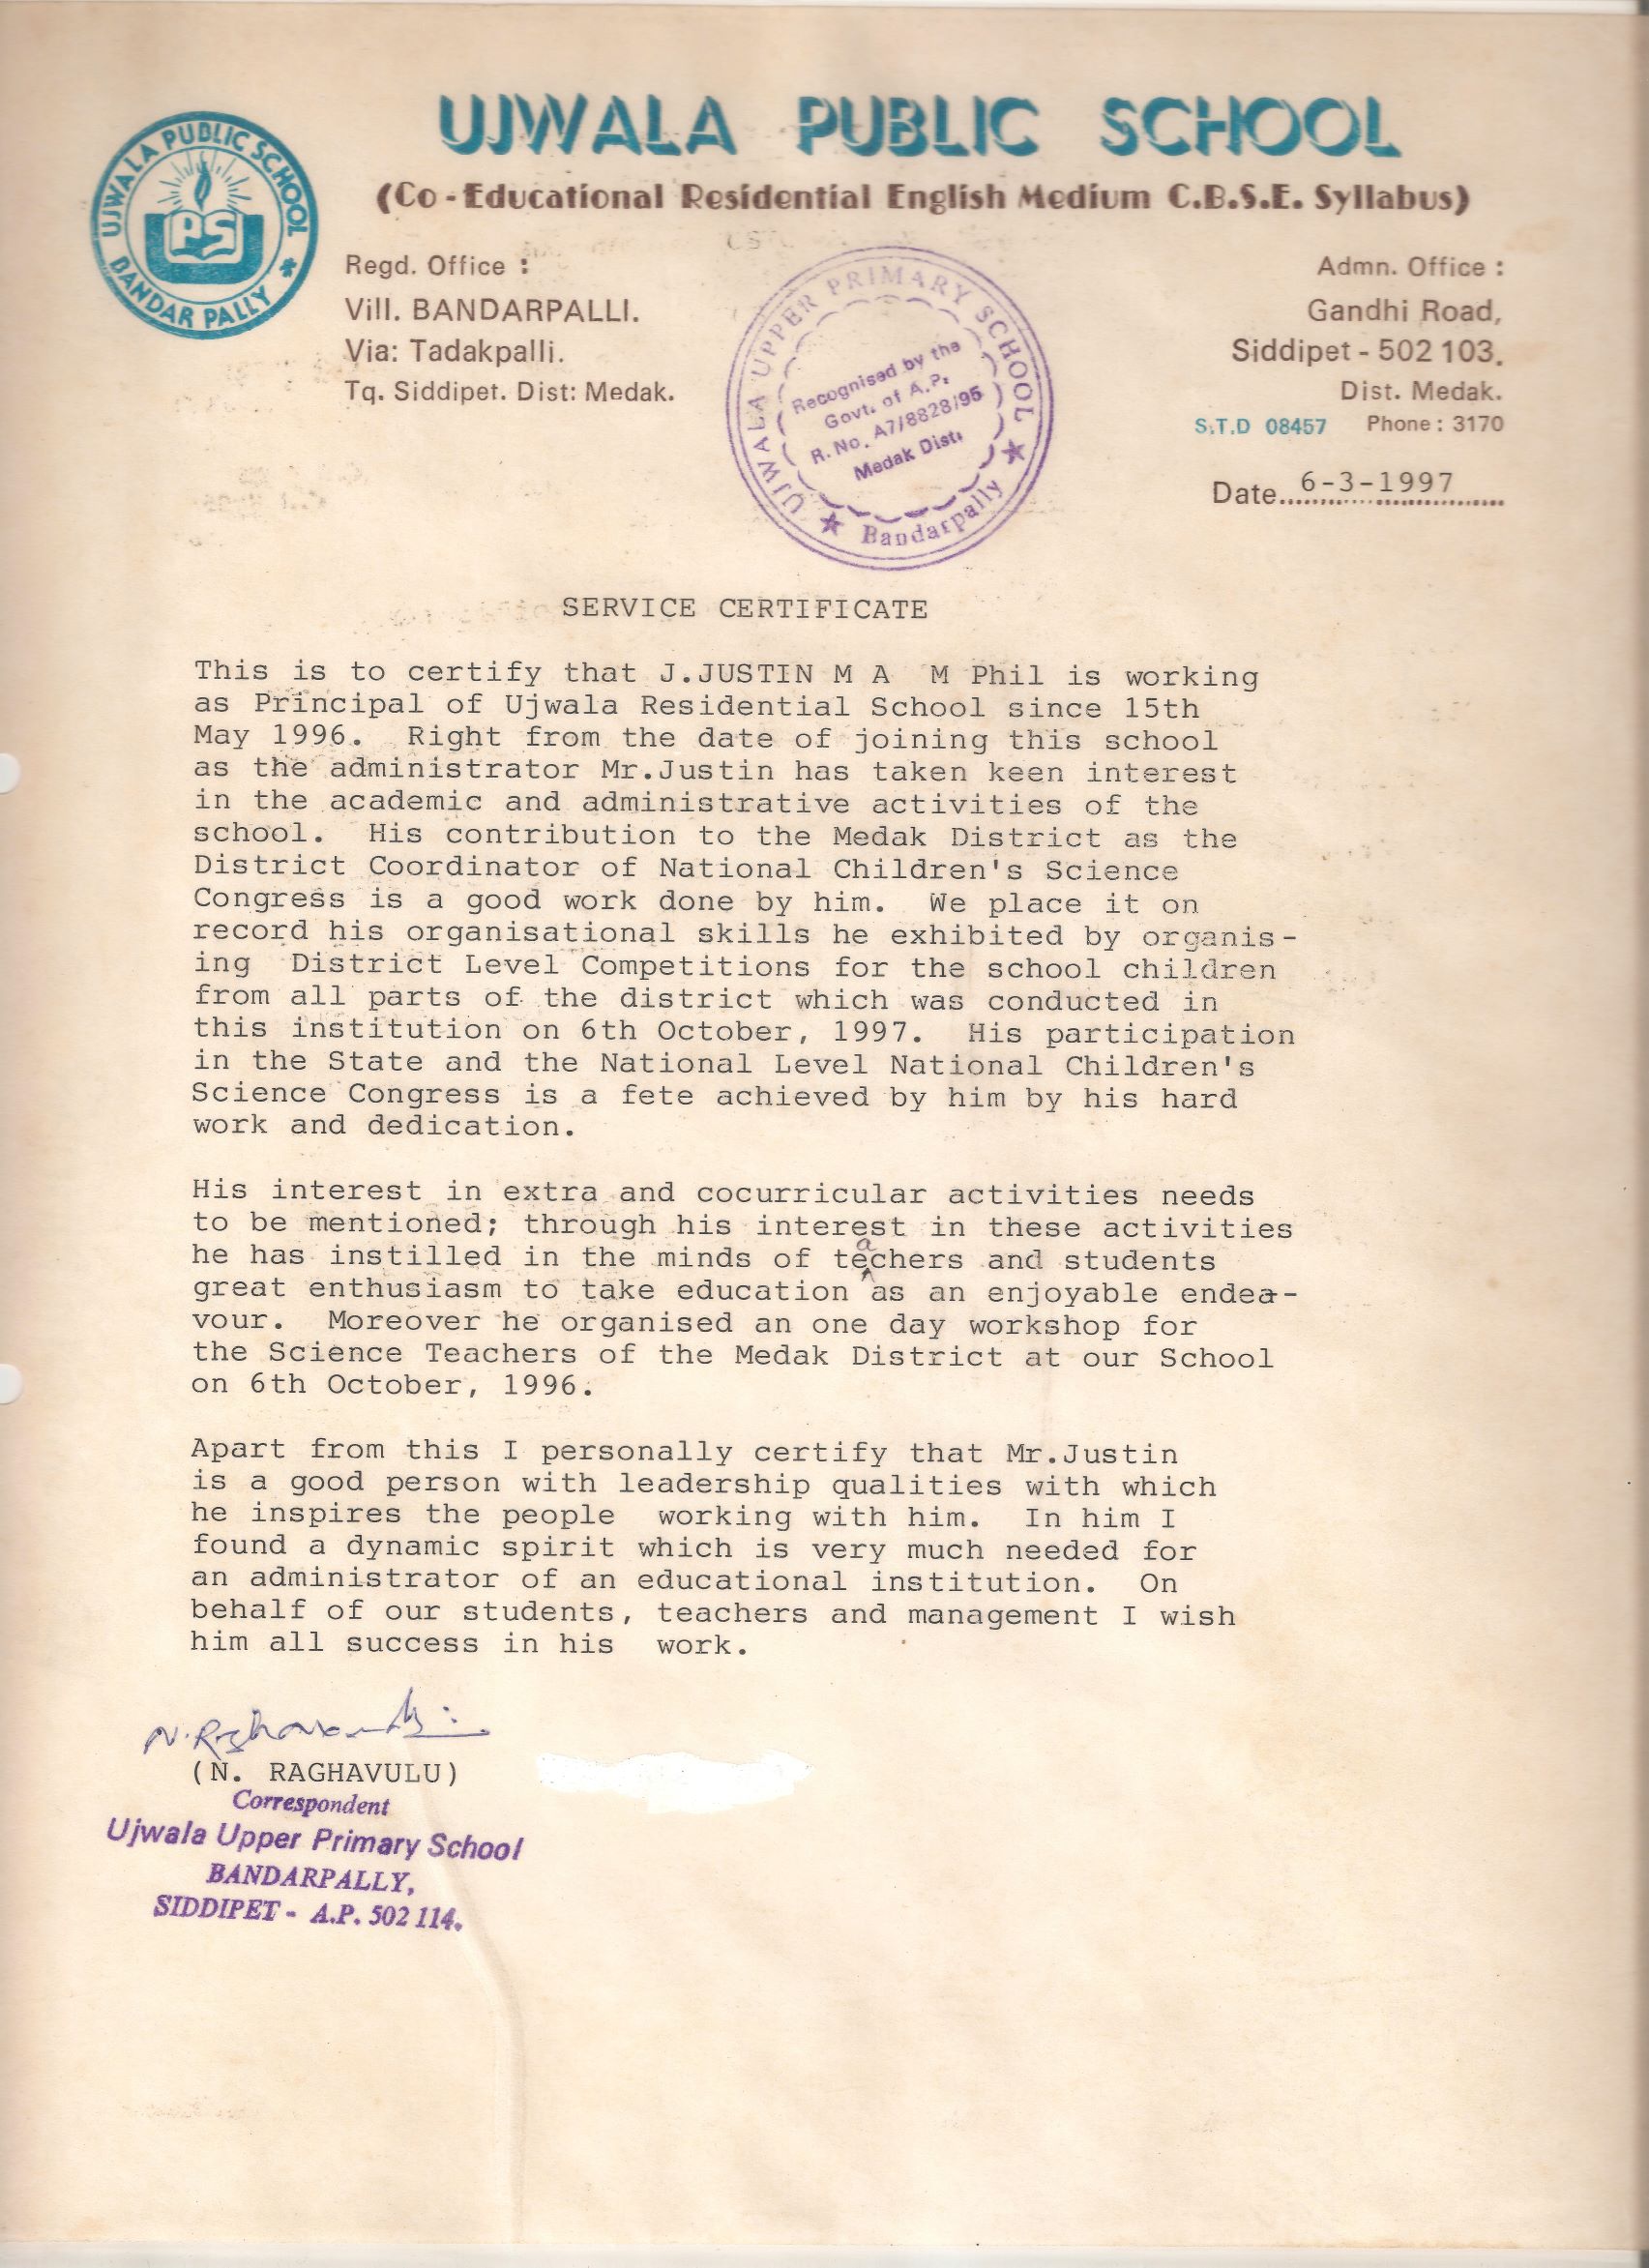 UJWALA PUBLIC SCHOOL
(Co-Educational Residential English Medium C.B.S.E. Syllabus)
UJWALA PUBLIC SCHOOL
PS
BANDAR PALLY *
Regd. Office :
Vill. BANDARPALLI.
Via: Tadakpalli.
Tq. Siddipet. Dist: Medak.
UJWALA UPPER PRIMARY SCHOOL
Recognised by the
Govt. of A.P.
R. No. A7/8828/95
Medak Dist.
★ Bandarpally ★
Admn. Office :
Gandhi Road,
Siddipet - 502 103.
Dist. Medak.
S.T.D 08457 Phone : 3170
Date 6-3-1997
SERVICE CERTIFICATE
This is to certify that J.JUSTIN M A M Phil is working
as Principal of Ujwala Residential School since 15th
May 1996. Right from the date of joining this school
as the administrator Mr.Justin has taken keen interest
in the academic and administrative activities of the
school. His contribution to the Medak District as the
District Coordinator of National Children's Science
Congress is a good work done by him. We place it on
record his organisational skills he exhibited by organis-
ing District Level Competitions for the school children
from all parts of the district which was conducted in
this institution on 6th October, 1997. His participation
in the State and the National Level National Children's
Science Congress is a fete achieved by him by his hard
work and dedication.
His interest in extra and cocurricular activities needs
to be mentioned; through his interest in these activities
he has instilled in the minds of teachers and students
great enthusiasm to take education as an enjoyable endea-
vour. Moreover he organised an one day workshop for
the Science Teachers of the Medak District at our School
on 6th October, 1996.
Apart from this I personally certify that Mr.Justin
is a good person with leadership qualities with which
he inspires the people working with him. In him I
found a dynamic spirit which is very much needed for
an administrator of an educational institution. On
behalf of our students, teachers and management I wish
him all success in his work.
(N. RAGHAVULU)
Correspondent
Ujwala Upper Primary School
BANDARPALLY,
SIDDIPET - A.P. 502 114.